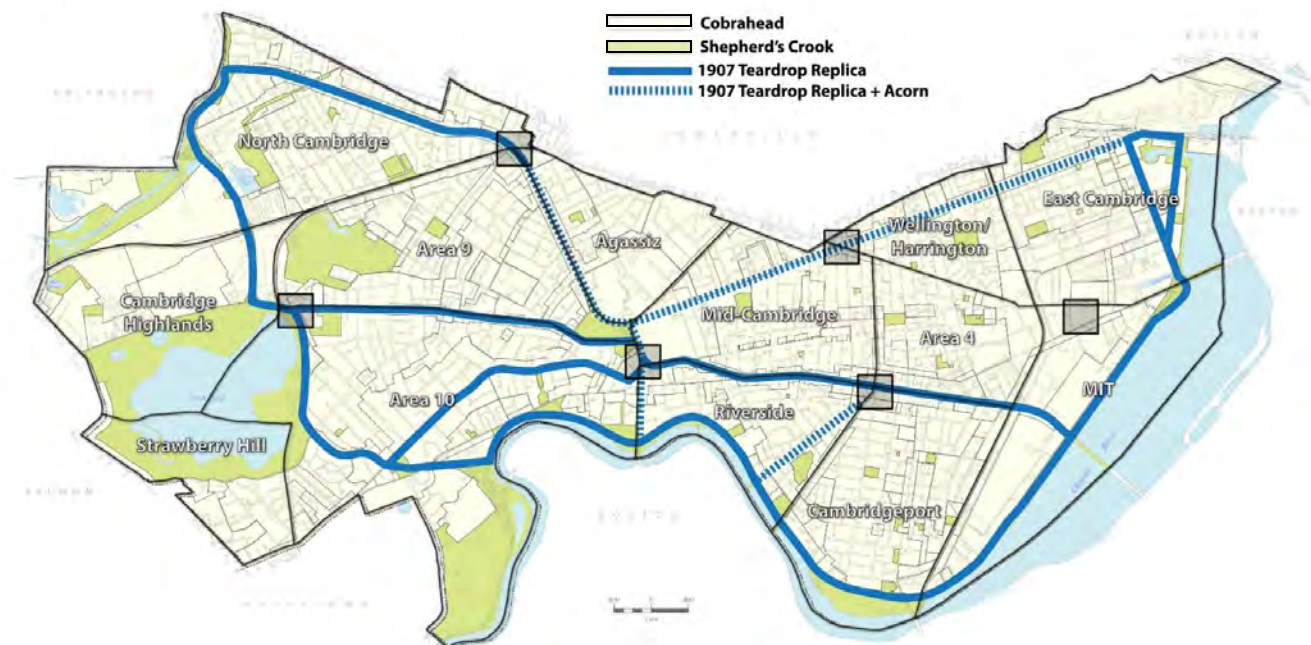 Cobrahead
Shepherd's Crook
1907 Teardrop Replica
1907 Teardrop Replica + Acorn
North Cambridge
East Cambridge
Area 9
Agassiz
Wellington/
Harrington
Cambridge
Highlands
Mid-Cambridge
Area 4
Area 10
Riverside
MIT
Strawberry Hill
Cambridgeport